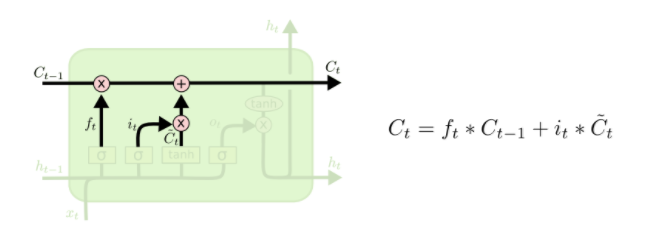 h_t
C_{t-1}
C_t
x
+
tanh
f_t
i_t
o_t
x
x
C̃_t
σ
σ
tanh
σ
h_{t-1}
h_t
x_t
C_t = f_t * C_{t-1} + i_t * C̃_t